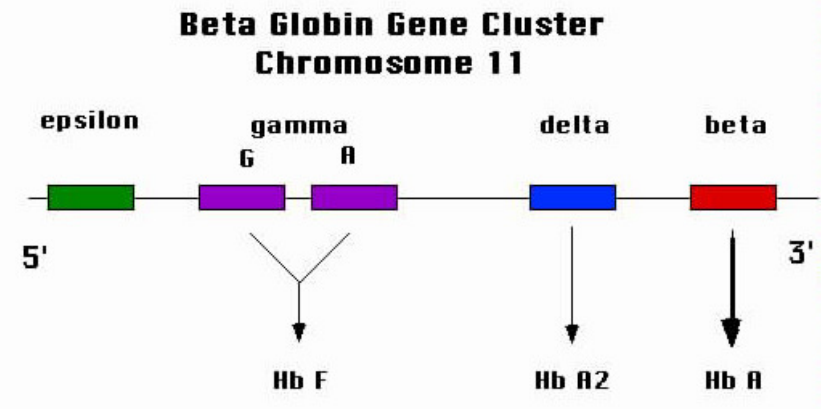 Beta Globin Gene Cluster
Chromosome 11
epsilon gamma delta beta
G A
5' 3'
Hb F Hb A2 Hb A